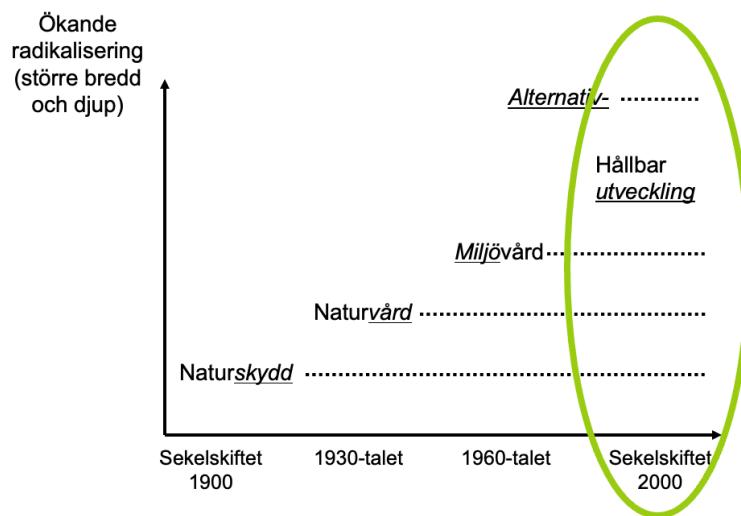 Ökande
radikalisering
(större bredd
och djup)
Alternativ-
Hållbar
utveckling
Miljövård
Naturvård
Naturskydd
Sekelskiftet
1900
1930-talet
1960-talet
Sekelskiftet
2000